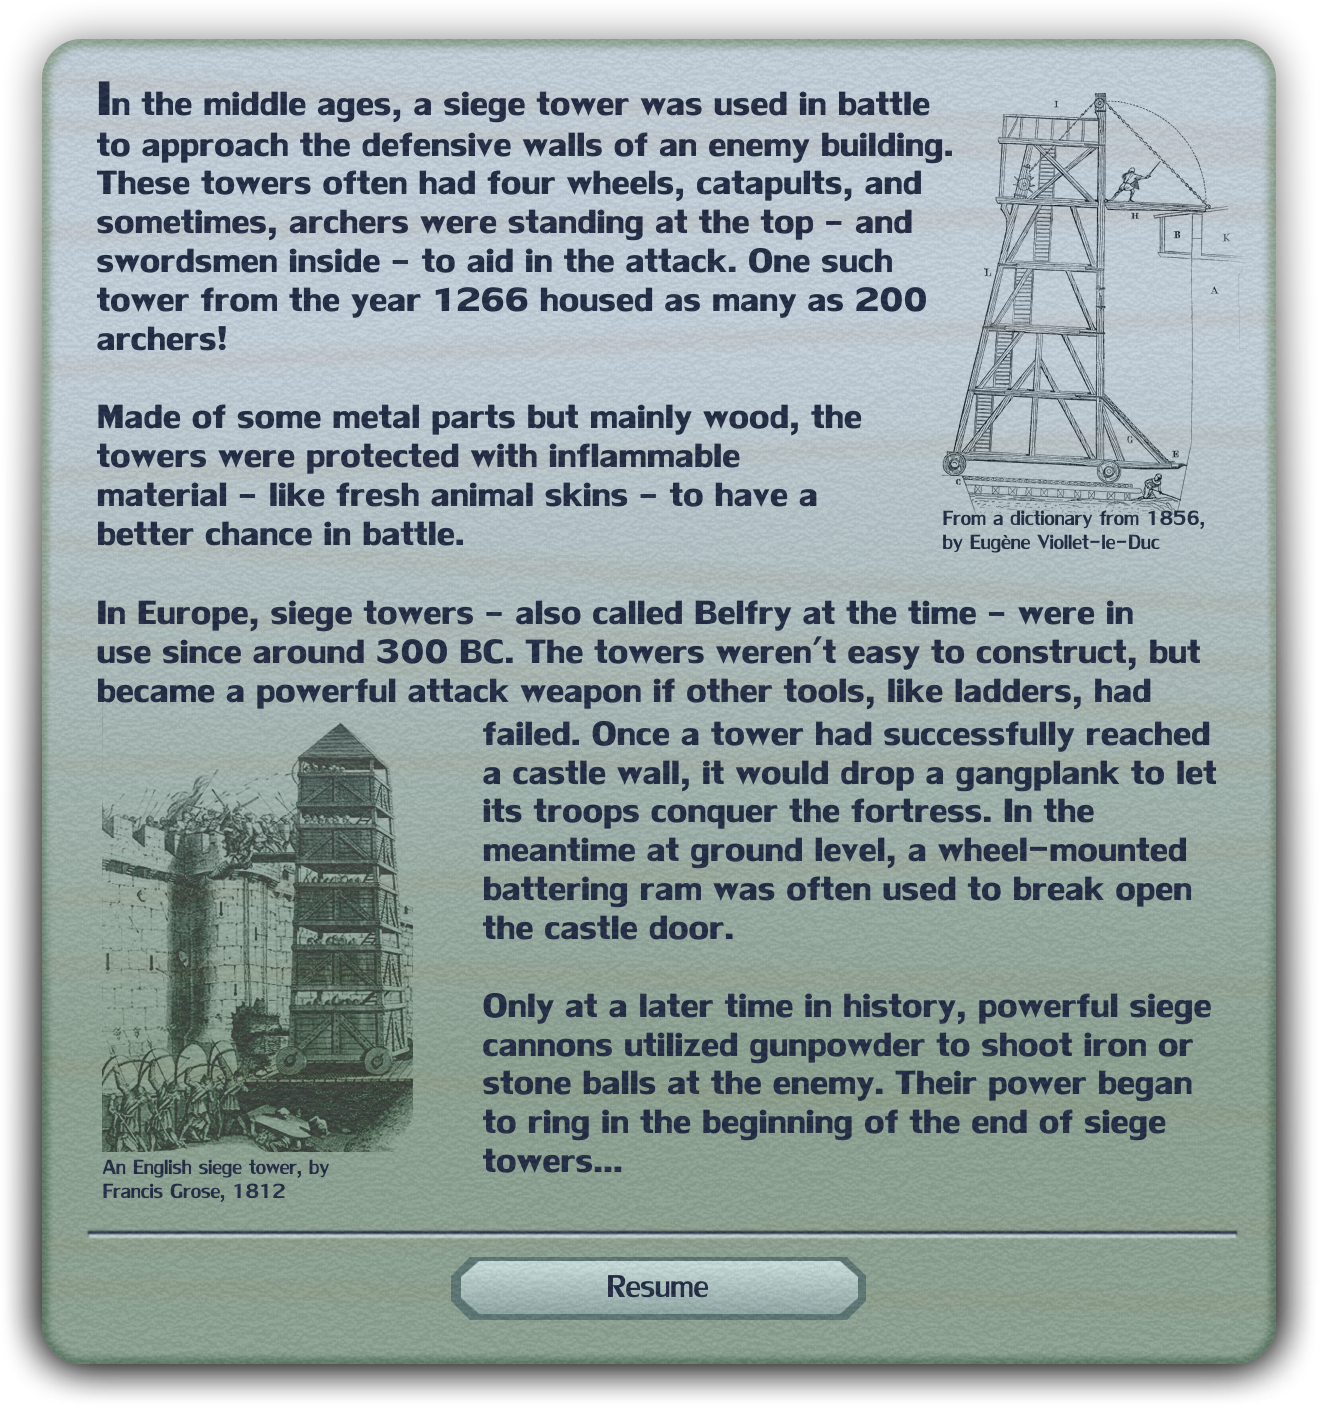 In the middle ages, a siege tower was used in battle
to approach the defensive walls of an enemy building.
These towers often had four wheels, catapults, and
sometimes, archers were standing at the top – and
swordsmen inside – to aid in the attack. One such
tower from the year 1266 housed as many as 200
archers!
I
H
B
K
L
A
G
E
C
From a dictionary from 1856,
by Eugène Viollet-le-Duc
Made of some metal parts but mainly wood, the
towers were protected with inflammable
material – like fresh animal skins – to have a
better chance in battle.
In Europe, siege towers – also called Belfry at the time – were in
use since around 300 BC. The towers weren't easy to construct, but
became a powerful attack weapon if other tools, like ladders, had
failed. Once a tower had successfully reached
a castle wall, it would drop a gangplank to let
its troops conquer the fortress. In the
meantime at ground level, a wheel-mounted
battering ram was often used to break open
the castle door.
Only at a later time in history, powerful siege
cannons utilized gunpowder to shoot iron or
stone balls at the enemy. Their power began
to ring in the beginning of the end of siege
towers...
An English siege tower, by
Francis Grose, 1812
Resume